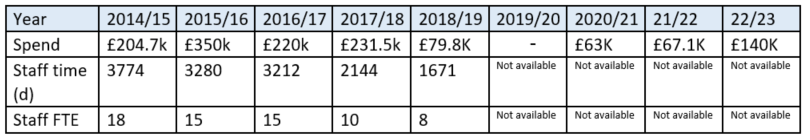 Year 2014/15 2015/16 2016/17 2017/18 2018/19 2019/20 2020/21 21/22 22/23
Spend £204.7k £350k £220k £231.5k £79.8K - £63K £67.1K £140K
Staff time 3774 3280 3212 2144 1671 Not available Not available Not available Not available
(d)
Staff FTE 18 15 15 10 8 Not available Not available Not available Not available